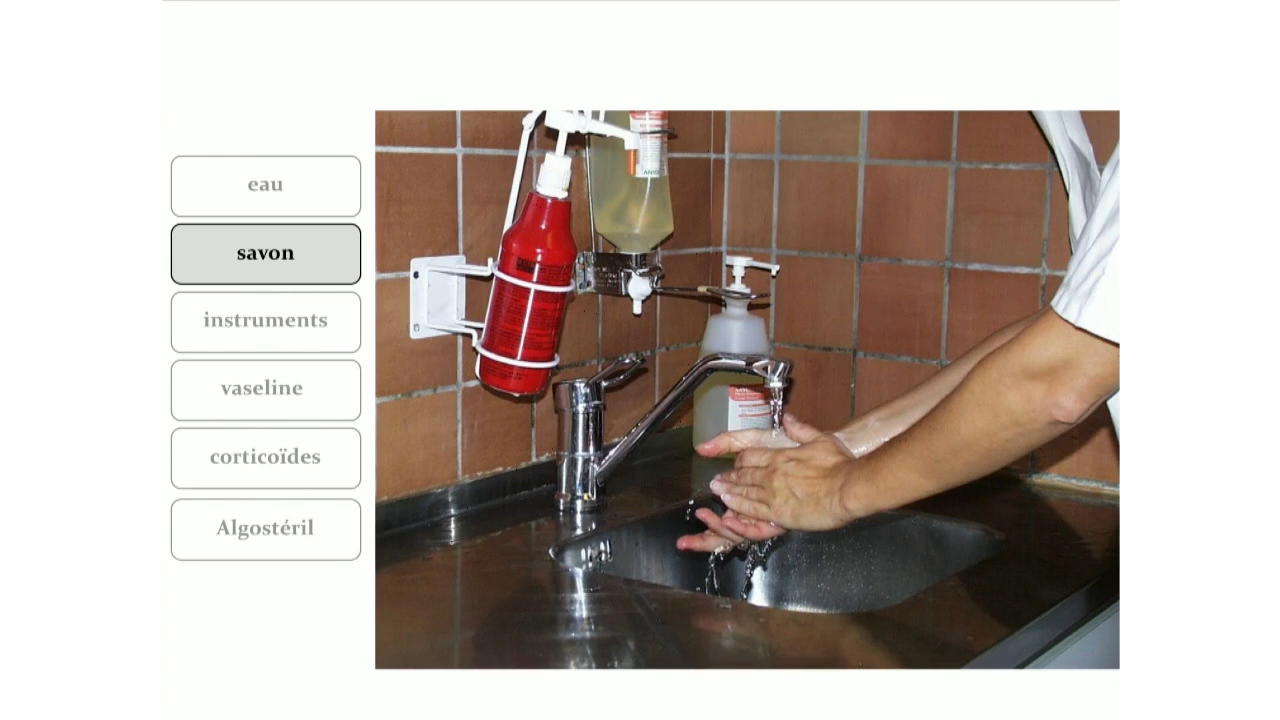 eau
savon
instruments
vaseline
corticoïdes
Algostéril